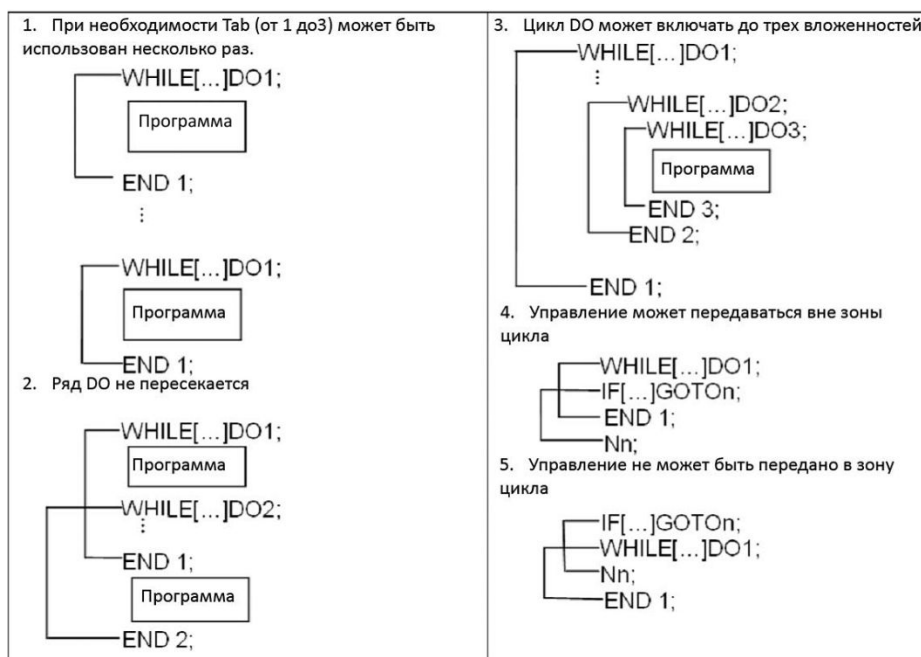 1. При необходимости Tab (от 1 до3) может быть
использован несколько раз.
WHILE[...]DO1;
Программа
END 1;
⋮
WHILE[...]DO1;
Программа
END 1;
2. Ряд DO не пересекается
WHILE[...]DO1;
Программа
WHILE[...]DO2;
⋮
END 1;
Программа
END 2;
3. Цикл DO может включать до трех вложенностей
WHILE[...]DO1;
⋮
WHILE[...]DO2;
WHILE[...]DO3;
Программа
END 3;
END 2;
END 1;
4. Управление может передаваться вне зоны
цикла
WHILE[...]DO1;
IF[...]GOTOn;
END 1;
Nn;
5. Управление не может быть передано в зону
цикла
IF[...]GOTOn;
WHILE[...]DO1;
Nn;
END 1;